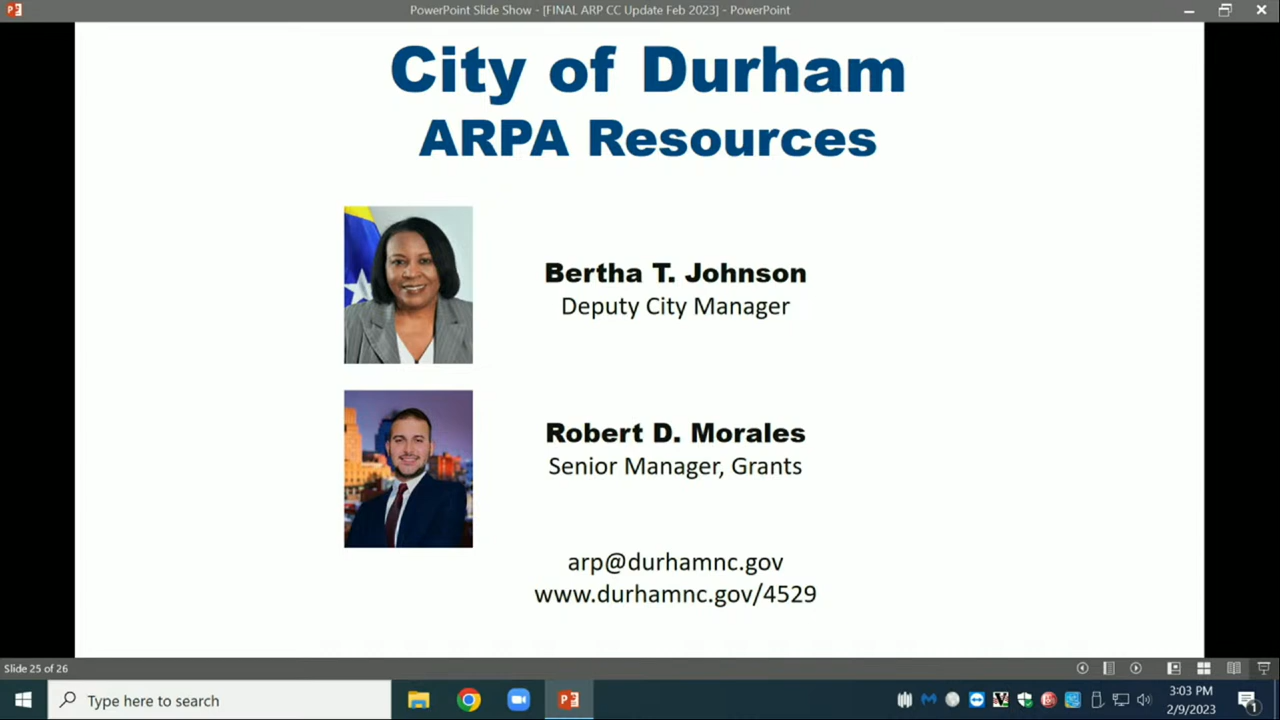 PowerPoint Slide Show - [FINAL ARP CC Update Feb 2023] - PowerPoint
City of Durham
ARPA Resources
Bertha T. Johnson
Deputy City Manager
Robert D. Morales
Senior Manager, Grants
arp@durhamnc.gov
www.durhamnc.gov/4529
Slide 25 of 26
Type here to search
3:03 PM
2/9/2023
1